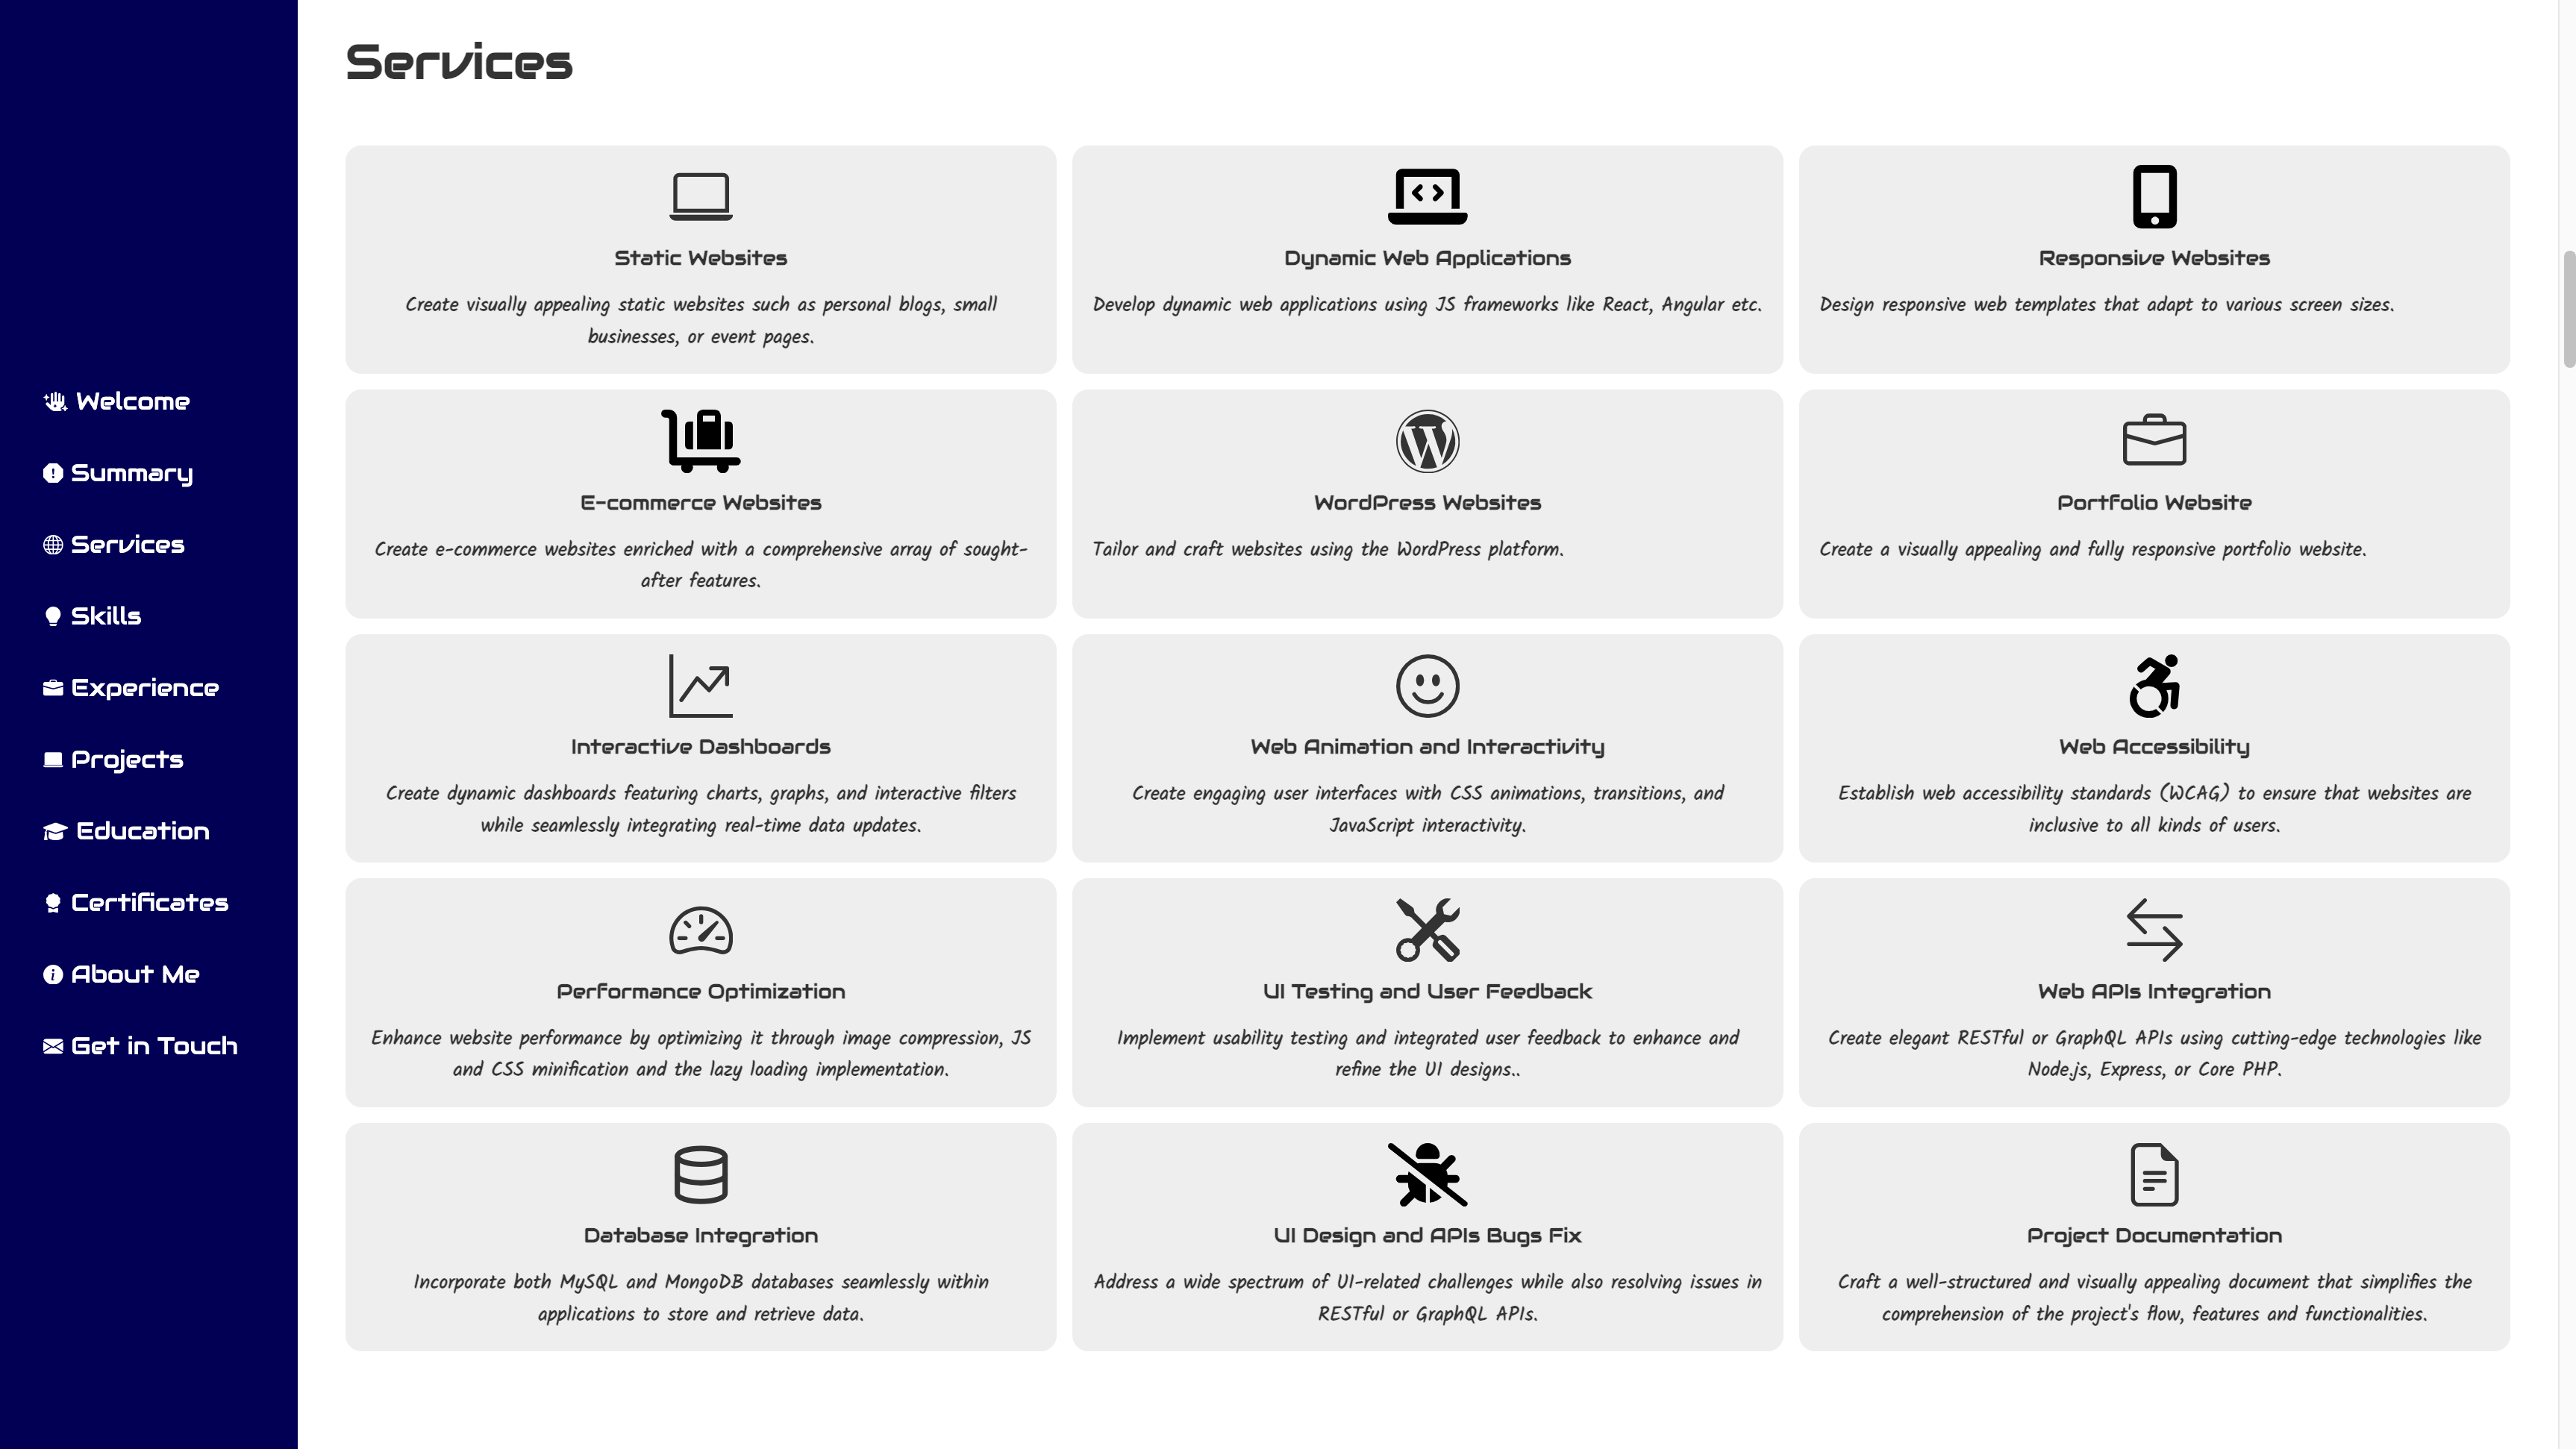 Services
Welcome
Summary
Services
Skills
Experience
Projects
Education
Certificates
About Me
Get in Touch
Static Websites
Create visually appealing static websites such as personal blogs, small
businesses, or event pages.
Dynamic Web Applications
Develop dynamic web applications using JS frameworks like React, Angular etc.
Responsive Websites
Design responsive web templates that adapt to various screen sizes.
E-commerce Websites
Create e-commerce websites enriched with a comprehensive array of sought-
after features.
WordPress Websites
Tailor and craft websites using the WordPress platform.
Portfolio Website
Create a visually appealing and fully responsive portfolio website.
Interactive Dashboards
Create dynamic dashboards featuring charts, graphs, and interactive filters
while seamlessly integrating real-time data updates.
Web Animation and Interactivity
Create engaging user interfaces with CSS animations, transitions, and
JavaScript interactivity.
Web Accessibility
Establish web accessibility standards (WCAG) to ensure that websites are
inclusive to all kinds of users.
Performance Optimization
Enhance website performance by optimizing it through image compression, JS
and CSS minification and the lazy loading implementation.
UI Testing and User Feedback
Implement usability testing and integrated user feedback to enhance and
refine the UI designs..
Web APIs Integration
Create elegant RESTful or GraphQL APIs using cutting-edge technologies like
Node.js, Express, or Core PHP.
Database Integration
Incorporate both MySQL and MongoDB databases seamlessly within
applications to store and retrieve data.
UI Design and APIs Bugs Fix
Address a wide spectrum of UI-related challenges while also resolving issues in
RESTful or GraphQL APIs.
Project Documentation
Craft a well-structured and visually appealing document that simplifies the
comprehension of the project's flow, features and functionalities.